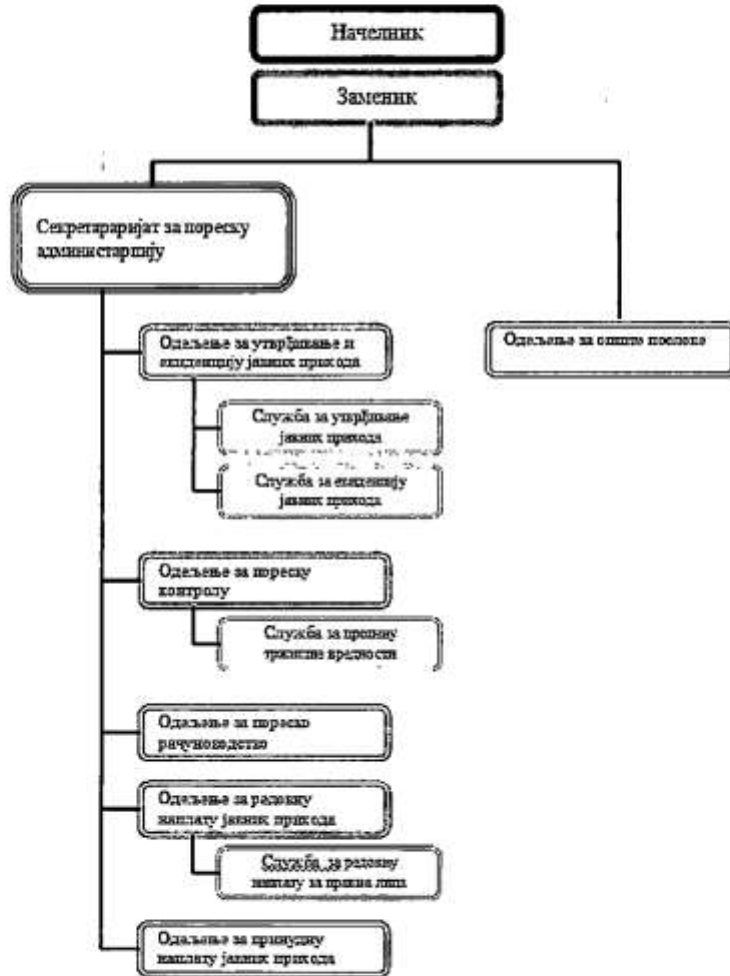 Начелник
Заменик
Секретараријат за пореску
администарпију
Одељење за утврђивање и
евиденцију јавних прихода
Одељење за опште послове
Служба за утврђивање
јавних прихода
Служба за евиденцију
јавних прихода
Одељење за пореску
контролу
Служба за процену
тржишне вредности
Одељење за пореско
рачуноводство
Одељење за редовну
наплату јавних прихода
Служба за редовну
наплату за правна лица
Одељење за принудну
наплату јавних прихода